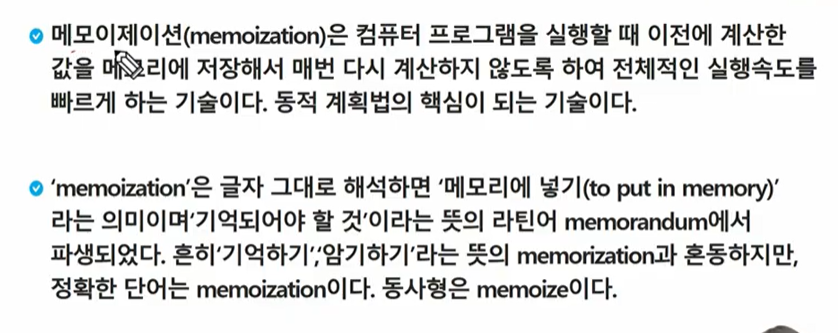 메모이제이션(memoization)은 컴퓨터 프로그램을 실행할 때 이전에 계산한
값을 메모리에 저장해서 매번 다시 계산하지 않도록 하여 전체적인 실행속도를
빠르게 하는 기술이다. 동적 계획법의 핵심이 되는 기술이다.
‘memoization’은 글자 그대로 해석하면 ‘메모리에 넣기(to put in memory)’
라는 의미이며‘기억되어야 할 것’이라는 뜻의 라틴어 memorandum에서
파생되었다. 흔히‘기억하기’,‘암기하기’라는 뜻의 memorization과 혼동하지만,
정확한 단어는 memoization이다. 동사형은 memoize이다.